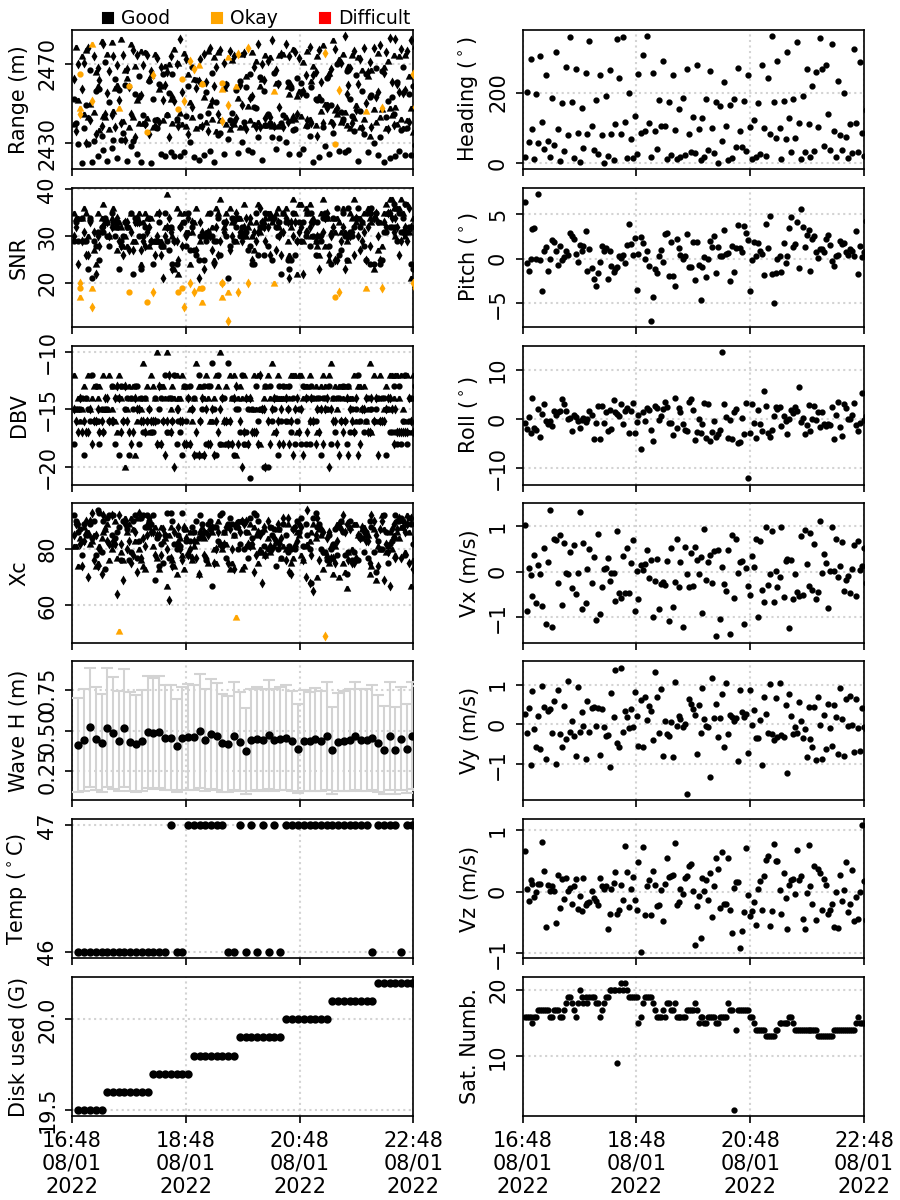 Good Okay Difficult
Range (m)
2470
2430
Heading (°)
200
0
SNR
40
30
20
Pitch (°)
5
0
−5
DBV
−10
−15
−20
Roll (°)
10
0
−10
Xc
80
60
Vx (m/s)
1
0
−1
Wave H (m)
0.75
0.50
0.25
Vy (m/s)
1
0
−1
Temp (°C)
47
46
Vz (m/s)
1
0
−1
Disk used (G)
20.0
19.5
Sat. Numb.
20
10
16:48 18:48 20:48 22:48
08/01 08/01 08/01 08/01
2022 2022 2022 2022
16:48 18:48 20:48 22:48
08/01 08/01 08/01 08/01
2022 2022 2022 2022